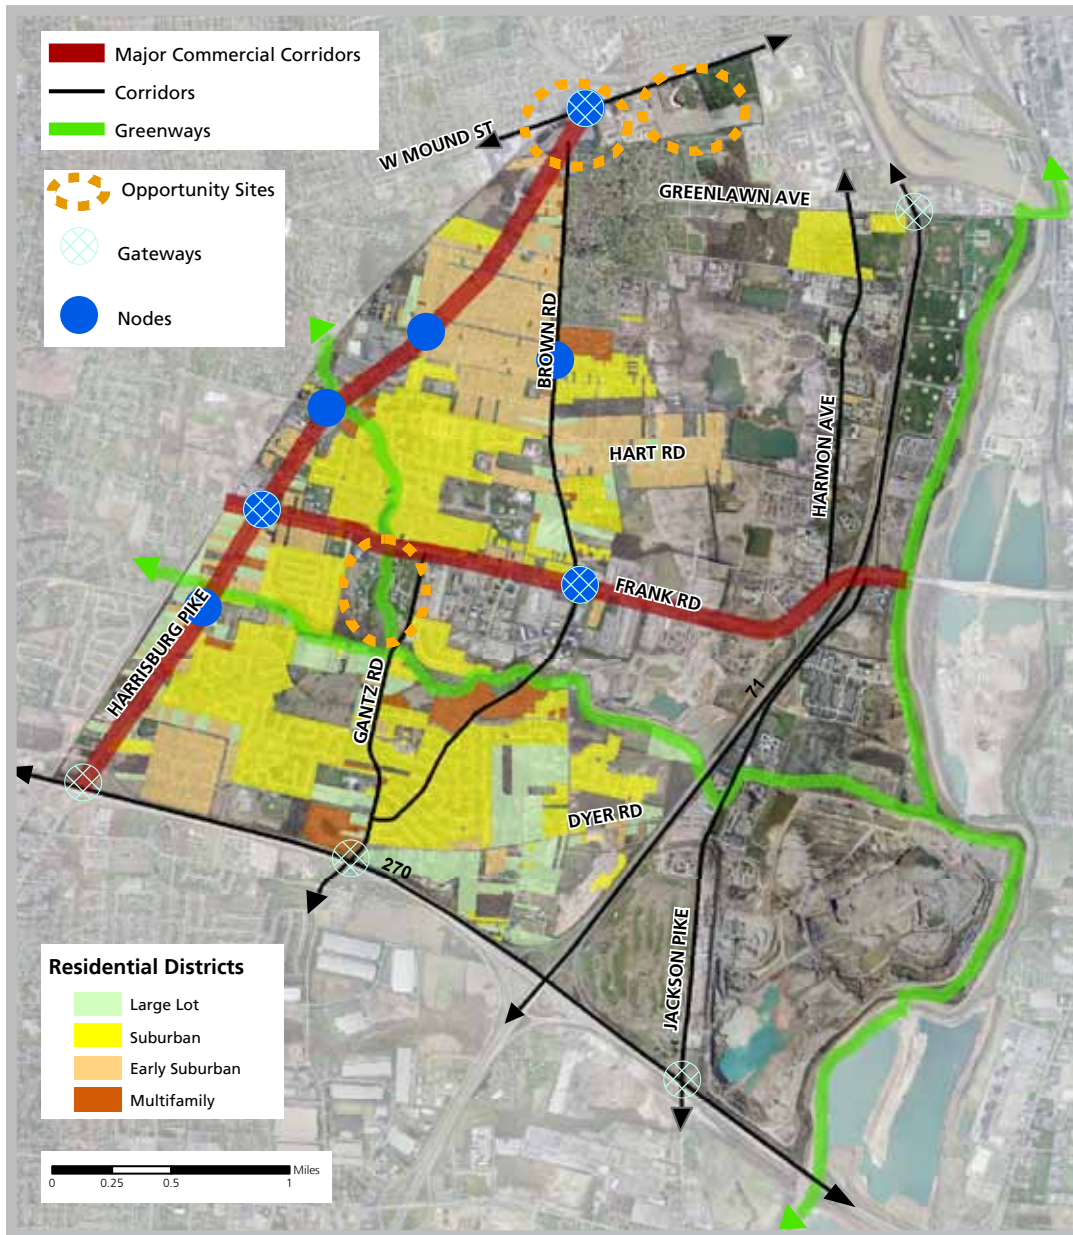 Major Commercial Corridors
Corridors
Greenways
Opportunity Sites
Gateways
Nodes
W MOUND ST
GREENLAWN AVE
BROWN RD
HARMON AVE
HART RD
FRANK RD
HARRISBURG PIKE
GANTZ RD
71
DYER RD
270
JACKSON PIKE
Residential Districts
Large Lot
Suburban
Early Suburban
Multifamily
Miles
0 0.25 0.5 1